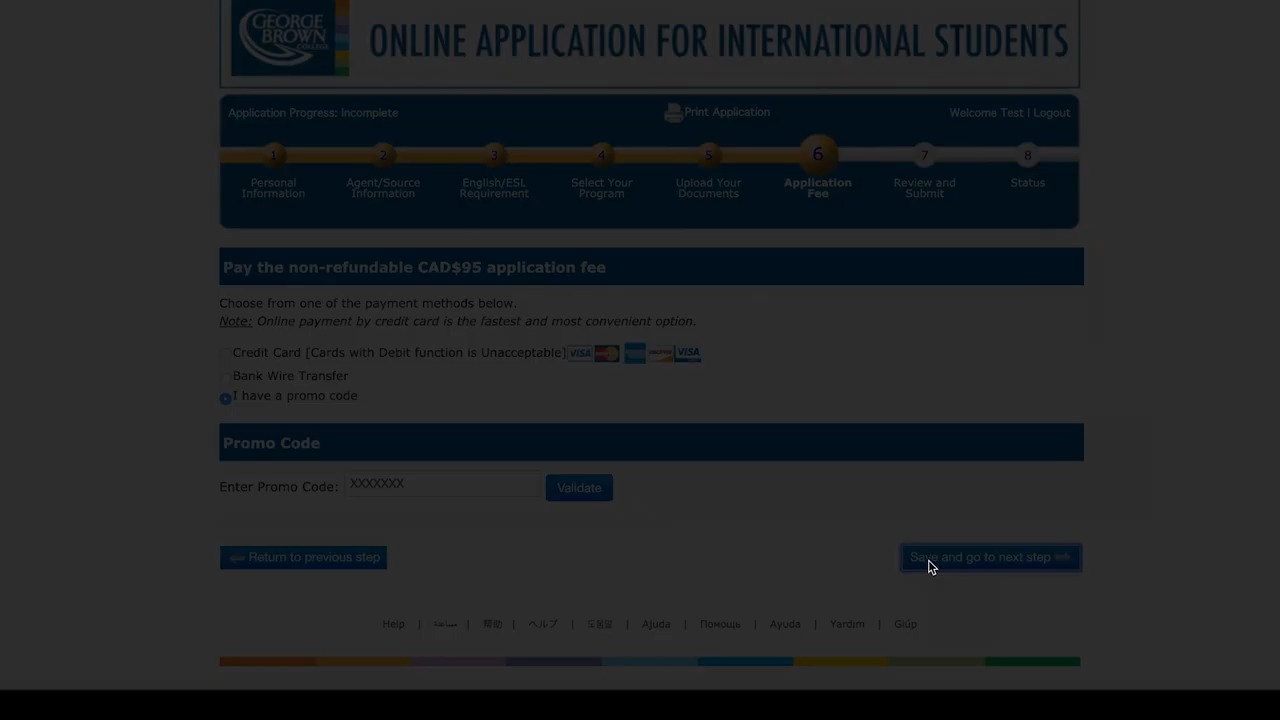 GEORGE
BROWN
COLLEGE
ONLINE APPLICATION FOR INTERNATIONAL STUDENTS
Application Progress: Incomplete
Print Application
Welcome Test | Logout
1 2 3 4 5 6 7 8
Personal Information
Agent/Source Information
English/ESL Requirement
Select Your Program
Upload Your Documents
Application Fee
Review and Submit
Status
Pay the non-refundable CAD$95 application fee
Choose from one of the payment methods below.
Note: Online payment by credit card is the fastest and most convenient option.
Credit Card [Cards with Debit function is Unacceptable] VISA VISA
Bank Wire Transfer
I have a promo code
Promo Code
Enter Promo Code: XXXXXXX Validate
Return to previous step
Save and go to next step
Help | مساعدة | 帮助 | ヘルプ | 도움말 | Ajuda | Помощь | Ayuda | Yardım | Giúp